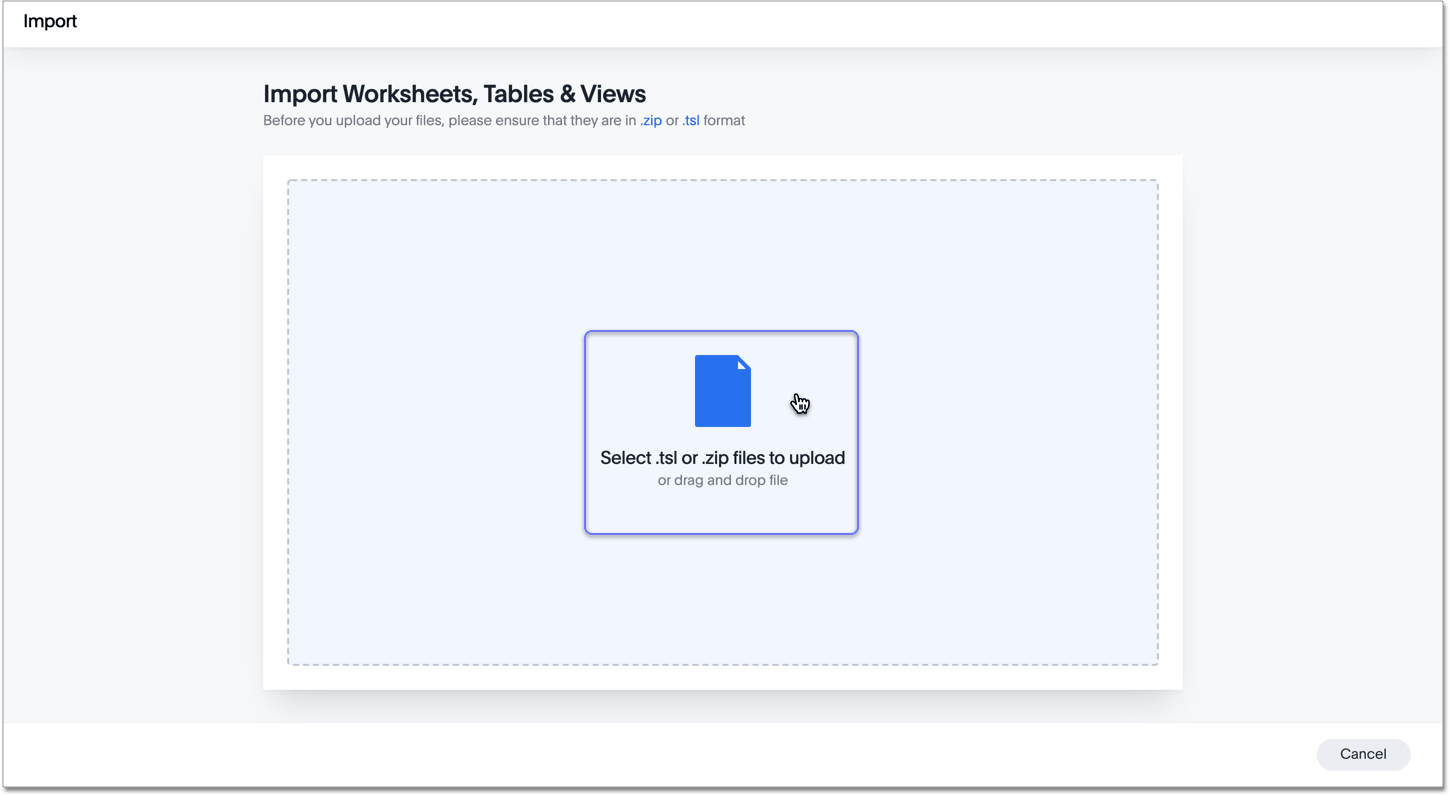 Import
Import Worksheets, Tables & Views
Before you upload your files, please ensure that they are in .zip or .tsl format
Select .tsl or .zip files to upload
or drag and drop file
Cancel